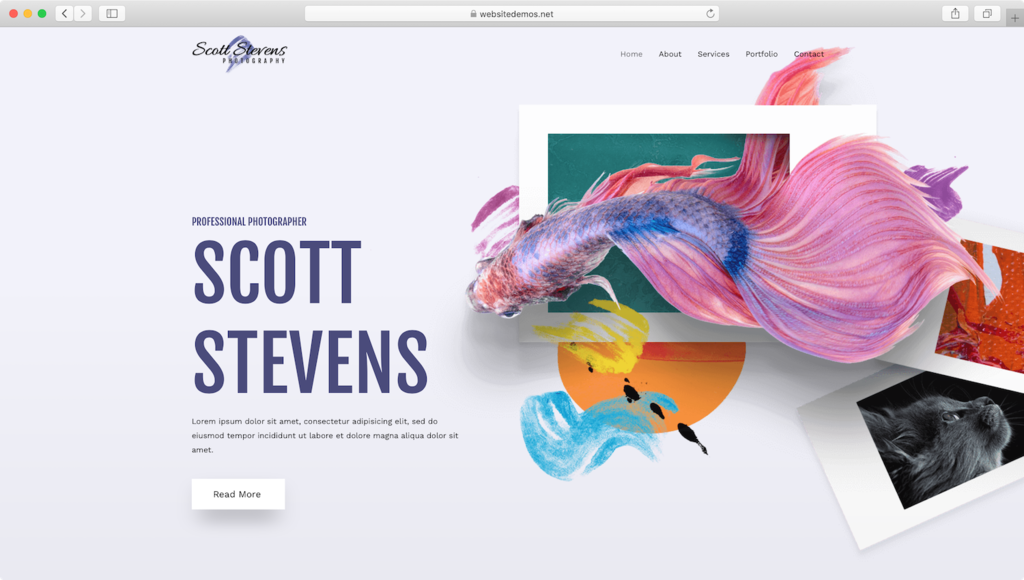 websitedemos.net
Scott Stevens
PHOTOGRAPHY
Home About Services Portfolio Contact
PROFESSIONAL PHOTOGRAPHER
SCOTT
STEVENS
Lorem ipsum dolor sit amet, consectetur adipisicing elit, sed do
eiusmod tempor incididunt ut labore et dolore magna aliqua dolor sit
amet.
Read More